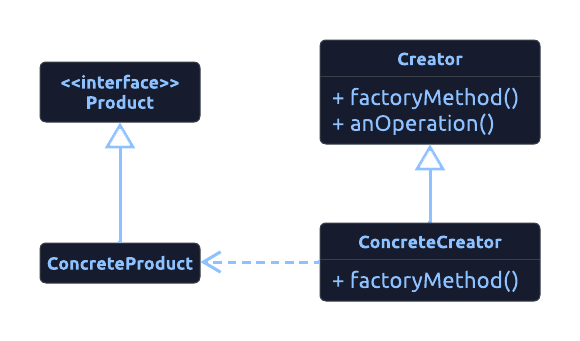 <<interface>>
Product
Creator
+ factoryMethod()
+ anOperation()
ConcreteProduct
ConcreteCreator
+ factoryMethod()